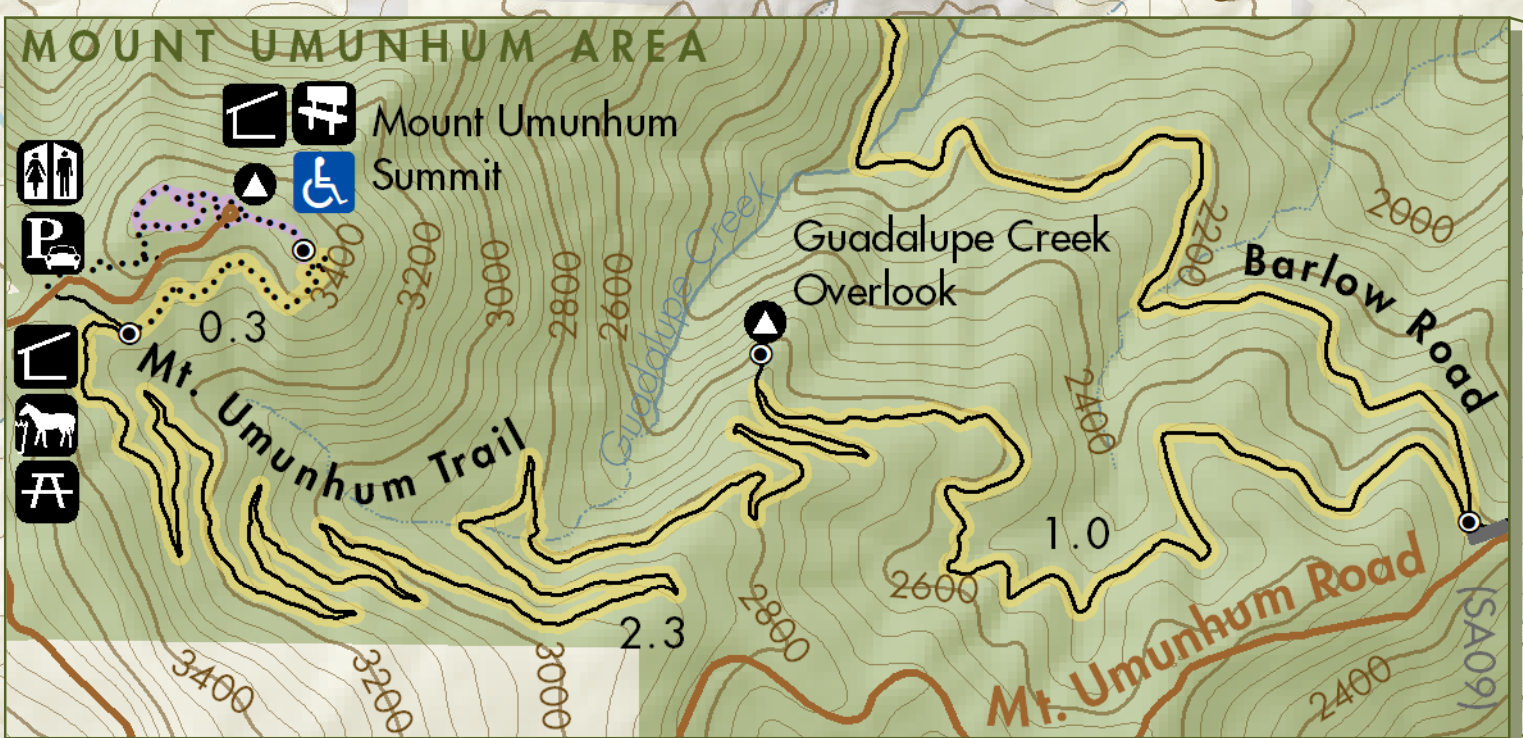 MOUNT UMUNHUM AREA
Mount Umunhum
Summit
P
Guadalupe Creek
Guadalupe Creek
Overlook
Barlow Road
Mt. Umunhum Trail
Mt. Umunhum Road
(SA09)
0.3
1.0
2.3
3400
3200
3000
2800
2600
2200
2000
2400
2600
2800
2400
3400
3200
3000